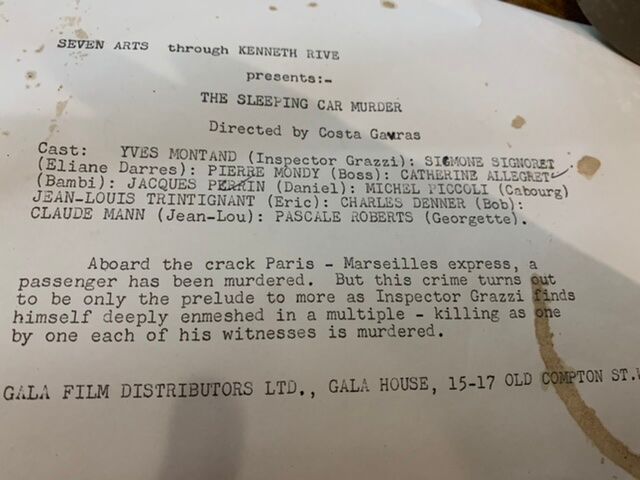 SEVEN ARTS through KENNETH RIVE
presents:-
THE SLEEPING CAR MURDER
Directed by Costa Gavras
Cast: YVES MONTAND (Inspector Grazzi): SIGMONE SIGNORET
(Eliane Darres): PIERRE MONDY (Boss): CATHERINE ALLEGRET
(Bambi): JACQUES PERRIN (Daniel): MICHEL PICCOLI (Cabourg)
JEAN-LOUIS TRINTIGNANT (Eric): CHARLES DENNER (Bob):
CLAUDE MANN (Jean-Lou): PASCALE ROBERTS (Georgette).
Aboard the crack Paris - Marseilles express, a
passenger has been murdered. But this crime turns out
to be only the prelude to more as Inspector Grazzi finds
himself deeply enmeshed in a multiple - killing as one
by one each of his witnesses is murdered.
GALA FILM DISTRIBUTORS LTD., GALA HOUSE, 15-17 OLD COMPTON ST.